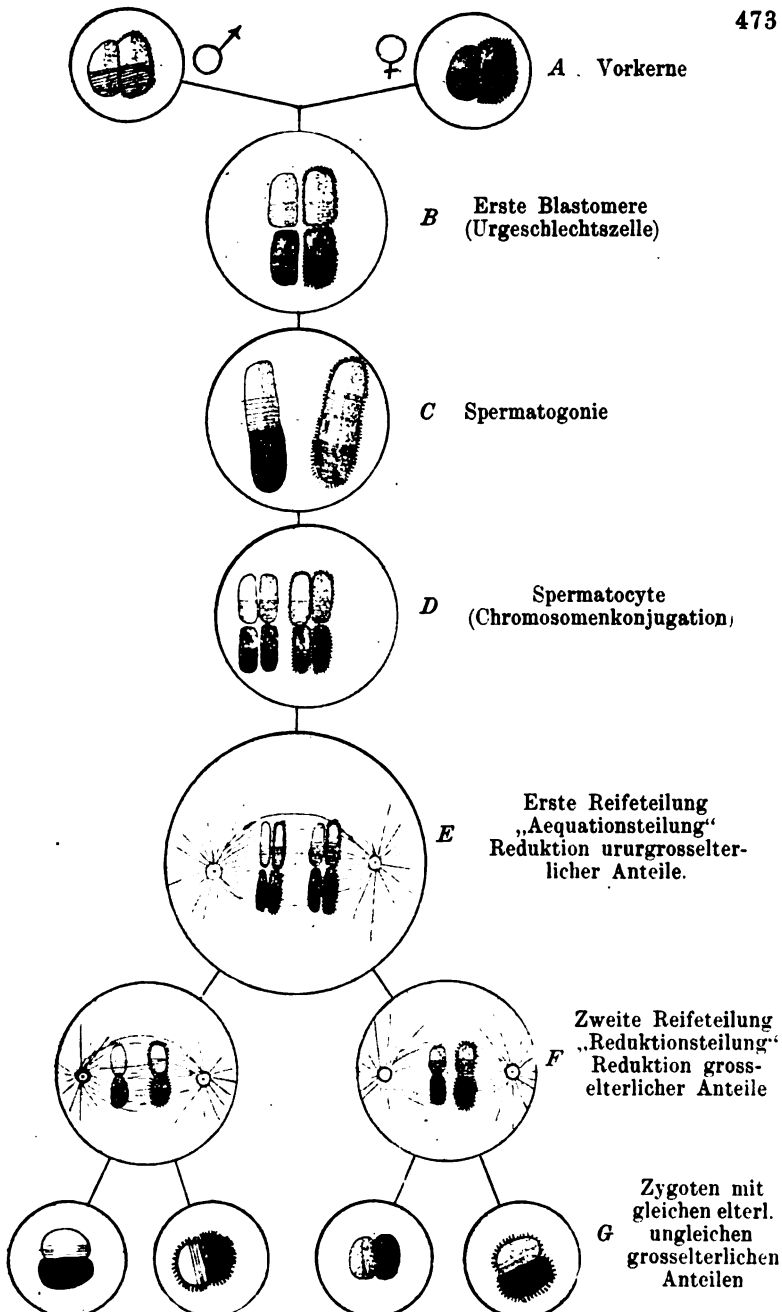 473
A . Vorkerne
B Erste Blastomere
(Urgeschlechtszelle)
C Spermatogonie
D Spermatocyte
(Chromosomenkonjugation)
E Erste Reifeteilung
„Aequationsteilung“
Reduktion ururgrosselter-
licher Anteile.
F Zweite Reifeteilung
„Reduktionsteilung“
Reduktion gross-
elterlicher Anteile
G Zygoten mit
gleichen elterl.
ungleichen
grosselterlichen
Anteilen